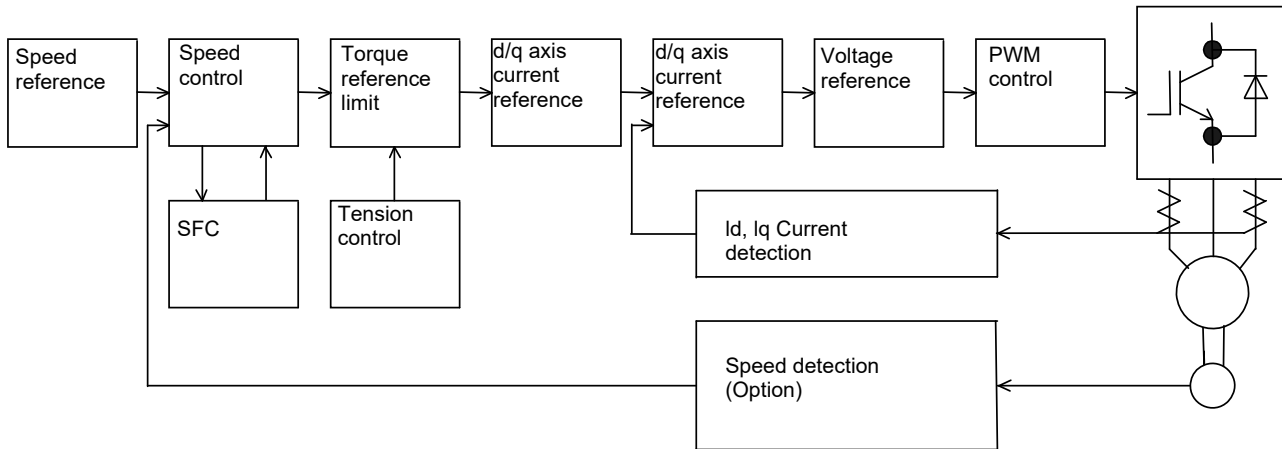 Speed
reference
Speed
control
Torque
reference
limit
d/q axis
current
reference
d/q axis
current
reference
Voltage
reference
PWM
control
SFC
Tension
control
Id, Iq Current
detection
Speed detection
(Option)